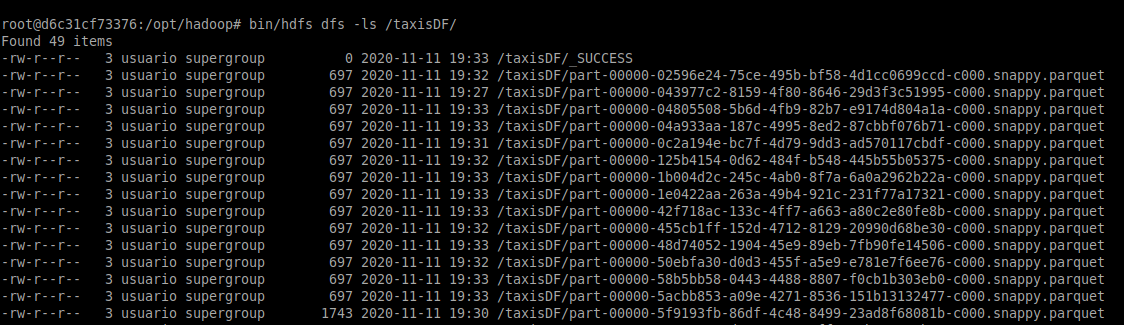 root@d6c31cf73376:/opt/hadoop# bin/hdfs dfs -ls /taxisDF/
Found 49 items
-rw-r--r-- 3 usuario supergroup 0 2020-11-11 19:33 /taxisDF/_SUCCESS
-rw-r--r-- 3 usuario supergroup 697 2020-11-11 19:32 /taxisDF/part-00000-02596e24-75ce-495b-bf58-4d1cc0699ccd-c000.snappy.parquet
-rw-r--r-- 3 usuario supergroup 697 2020-11-11 19:27 /taxisDF/part-00000-043977c2-8159-4f80-8646-29d3f3c51995-c000.snappy.parquet
-rw-r--r-- 3 usuario supergroup 697 2020-11-11 19:33 /taxisDF/part-00000-04805508-5b6d-4fb9-82b7-e9174d804a1a-c000.snappy.parquet
-rw-r--r-- 3 usuario supergroup 697 2020-11-11 19:33 /taxisDF/part-00000-04a933aa-187c-4995-8ed2-87cbbf076b71-c000.snappy.parquet
-rw-r--r-- 3 usuario supergroup 697 2020-11-11 19:31 /taxisDF/part-00000-0c2a194e-bc7f-4d79-9dd3-ad570117cbdf-c000.snappy.parquet
-rw-r--r-- 3 usuario supergroup 697 2020-11-11 19:32 /taxisDF/part-00000-125b4154-0d62-484f-b548-445b55b05375-c000.snappy.parquet
-rw-r--r-- 3 usuario supergroup 697 2020-11-11 19:33 /taxisDF/part-00000-1b004d2c-245c-4ab0-8f7a-6a0a2962b22a-c000.snappy.parquet
-rw-r--r-- 3 usuario supergroup 697 2020-11-11 19:33 /taxisDF/part-00000-1e0422aa-263a-49b4-921c-231f77a17321-c000.snappy.parquet
-rw-r--r-- 3 usuario supergroup 697 2020-11-11 19:33 /taxisDF/part-00000-42f718ac-133c-4ff7-a663-a80c2e80fe8b-c000.snappy.parquet
-rw-r--r-- 3 usuario supergroup 697 2020-11-11 19:32 /taxisDF/part-00000-455cb1ff-152d-4712-8129-20990d68be30-c000.snappy.parquet
-rw-r--r-- 3 usuario supergroup 697 2020-11-11 19:33 /taxisDF/part-00000-48d74052-1904-45e9-89eb-7fb90fe14506-c000.snappy.parquet
-rw-r--r-- 3 usuario supergroup 697 2020-11-11 19:32 /taxisDF/part-00000-50ebfa30-d0d3-455f-a5e9-e781e7f6ee76-c000.snappy.parquet
-rw-r--r-- 3 usuario supergroup 697 2020-11-11 19:33 /taxisDF/part-00000-58b5bb58-0443-4488-8807-f0cb1b303eb0-c000.snappy.parquet
-rw-r--r-- 3 usuario supergroup 697 2020-11-11 19:33 /taxisDF/part-00000-5acbb853-a09e-4271-8536-151b13132477-c000.snappy.parquet
-rw-r--r-- 3 usuario supergroup 1743 2020-11-11 19:30 /taxisDF/part-00000-5f9193fb-86df-4c48-8499-23ad8f68081b-c000.snappy.parquet